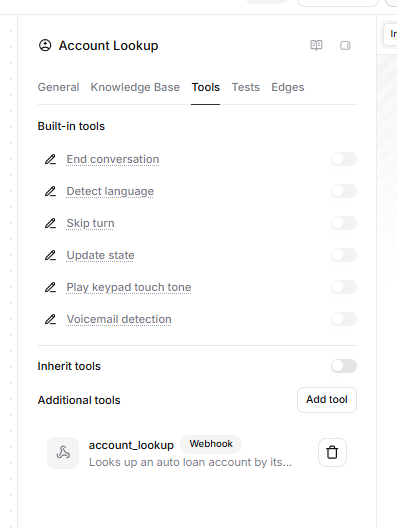 Account Lookup
In
General Knowledge Base Tools Tests Edges
Built-in tools
End conversation
Detect language
Skip turn
Update state
Play keypad touch tone
Voicemail detection
Inherit tools
Additional tools Add tool
account_lookup Webhook
Looks up an auto loan account by its...